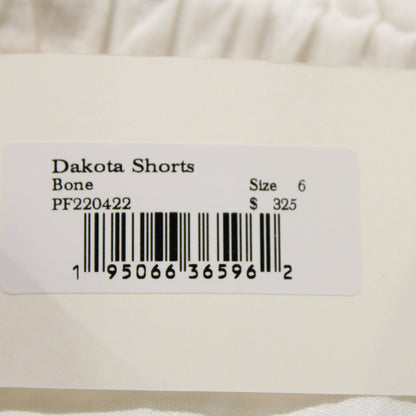 Dakota Shorts
Bone Size 6
PF220422 $ 325
1 95066 36596 2